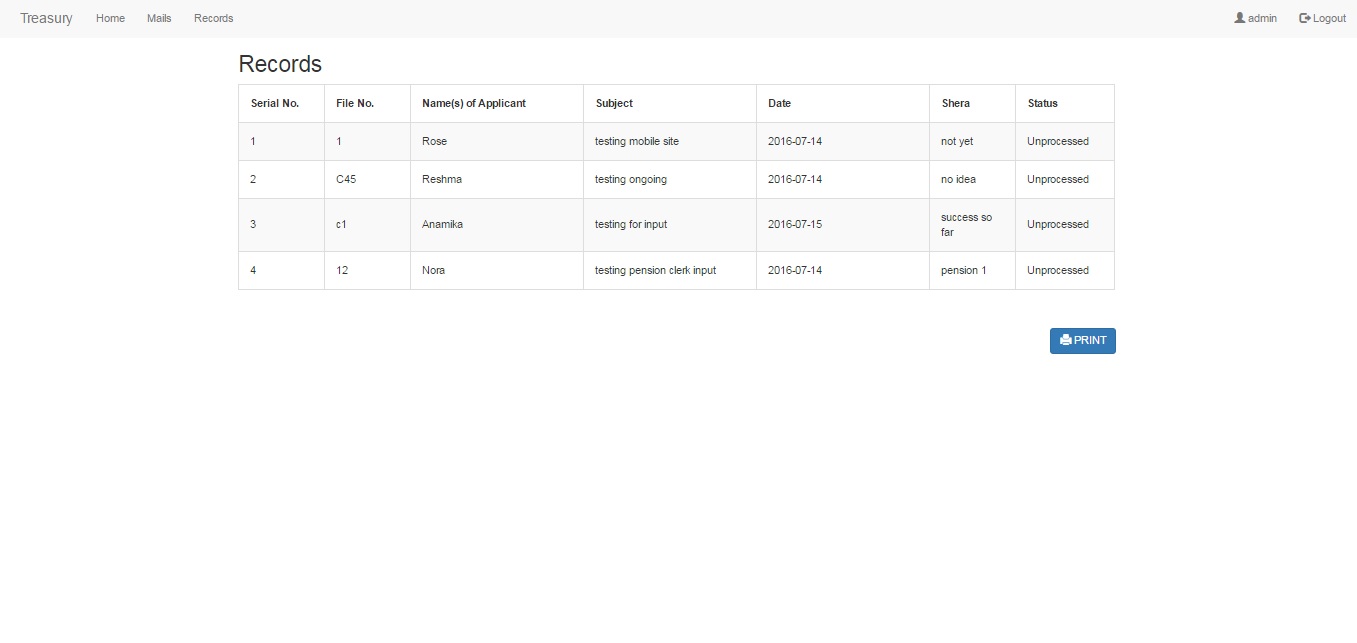 Treasury Home Mails Records admin Logout
Records
Serial No. File No. Name(s) of Applicant Subject Date Shera Status
1 1 Rose testing mobile site 2016-07-14 not yet Unprocessed
2 C45 Reshma testing ongoing 2016-07-14 no idea Unprocessed
3 c1 Anamika testing for input 2016-07-15 success so far Unprocessed
4 12 Nora testing pension clerk input 2016-07-14 pension 1 Unprocessed
PRINT